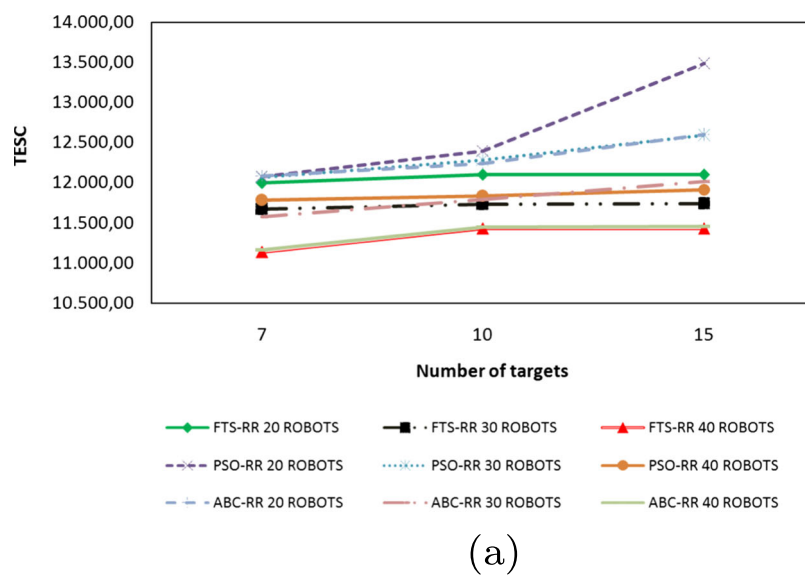 14.000,00
13.500,00
13.000,00
12.500,00
12.000,00
11.500,00
11.000,00
10.500,00
TESC
7 10 15
Number of targets
FTS-RR 20 ROBOTS FTS-RR 30 ROBOTS FTS-RR 40 ROBOTS
PSO-RR 20 ROBOTS PSO-RR 30 ROBOTS PSO-RR 40 ROBOTS
ABC-RR 20 ROBOTS ABC-RR 30 ROBOTS ABC-RR 40 ROBOTS
(a)